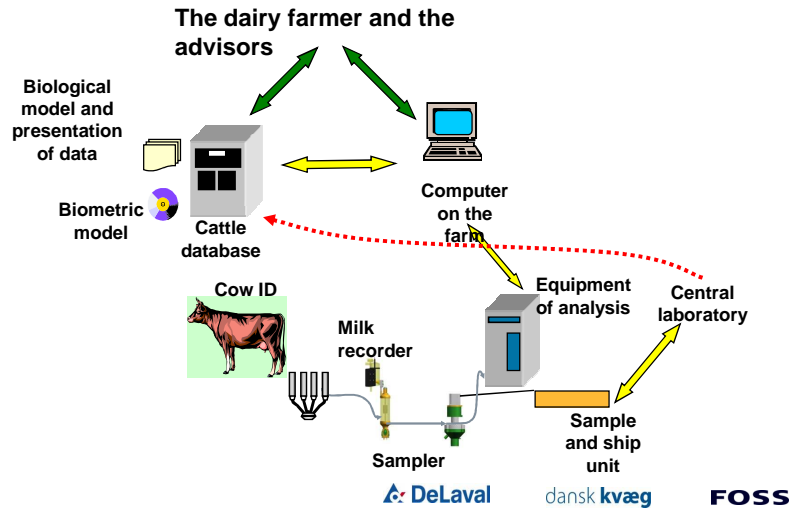 The dairy farmer and the
advisors
Biological
model and
presentation
of data
Biometric
model
Cattle
database
Computer
on the
farm
Cow ID
Milk
recorder
Equipment
of analysis
Central
laboratory
Sampler
Sample
and ship
unit
DeLaval
dansk kvæg
FOSS